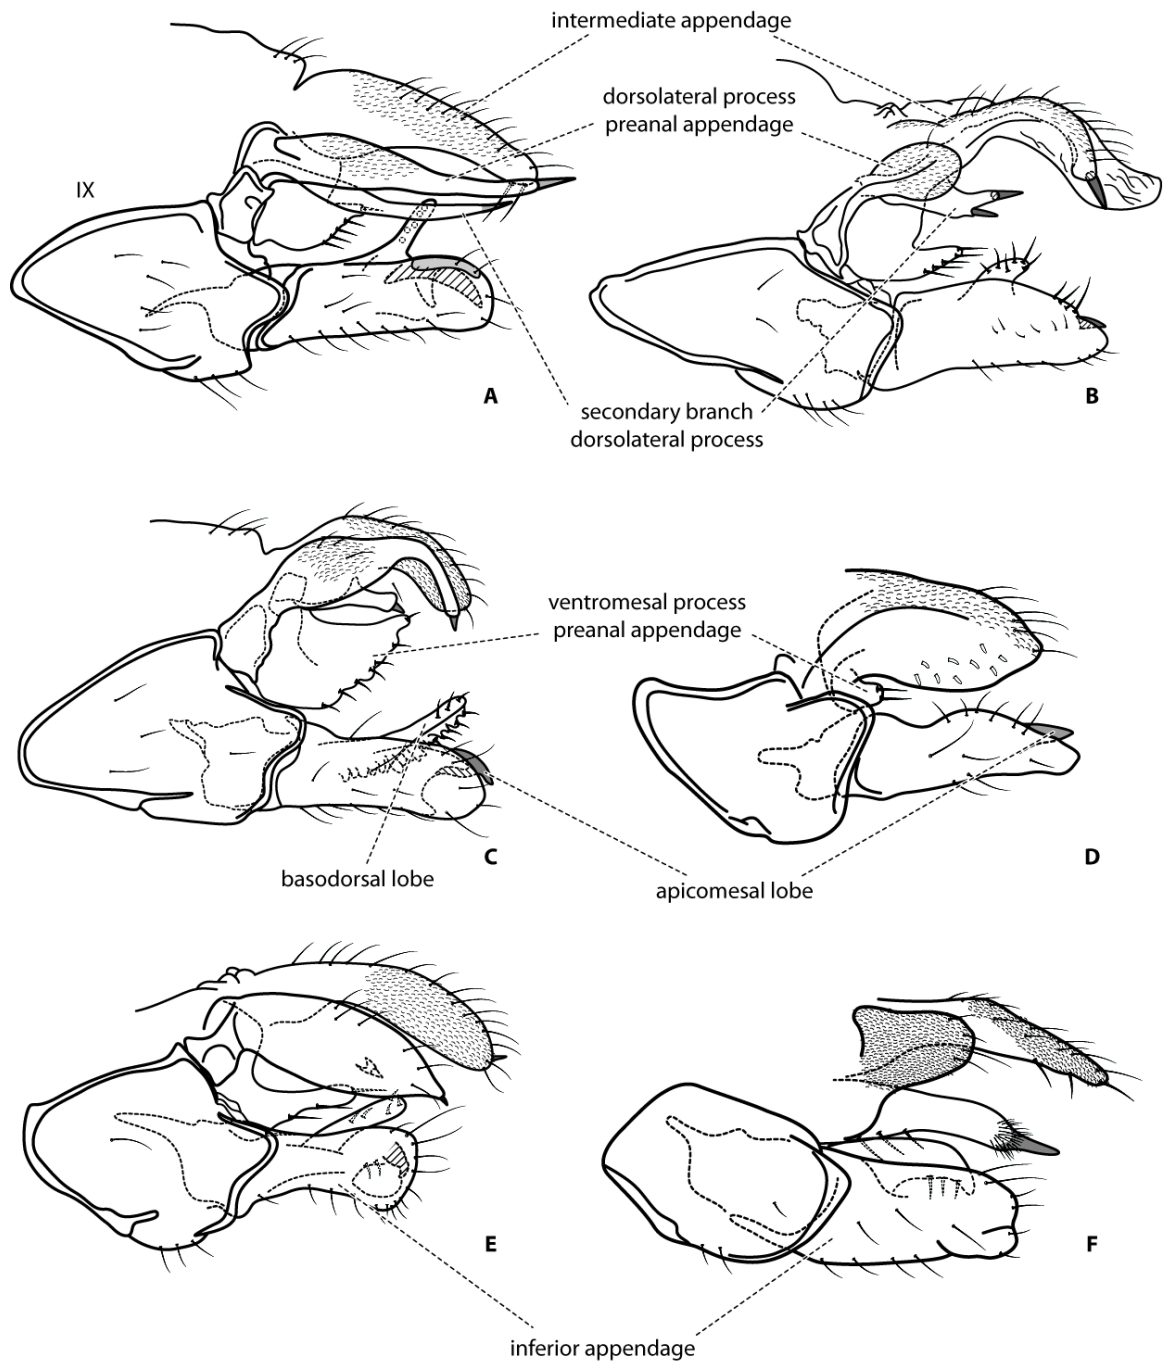 intermediate appendage
dorsolateral process
preanal appendage
IX
A
B
secondary branch
dorsolateral process
ventromesal process
preanal appendage
C
D
basodorsal lobe
apicomesal lobe
E
F
inferior appendage